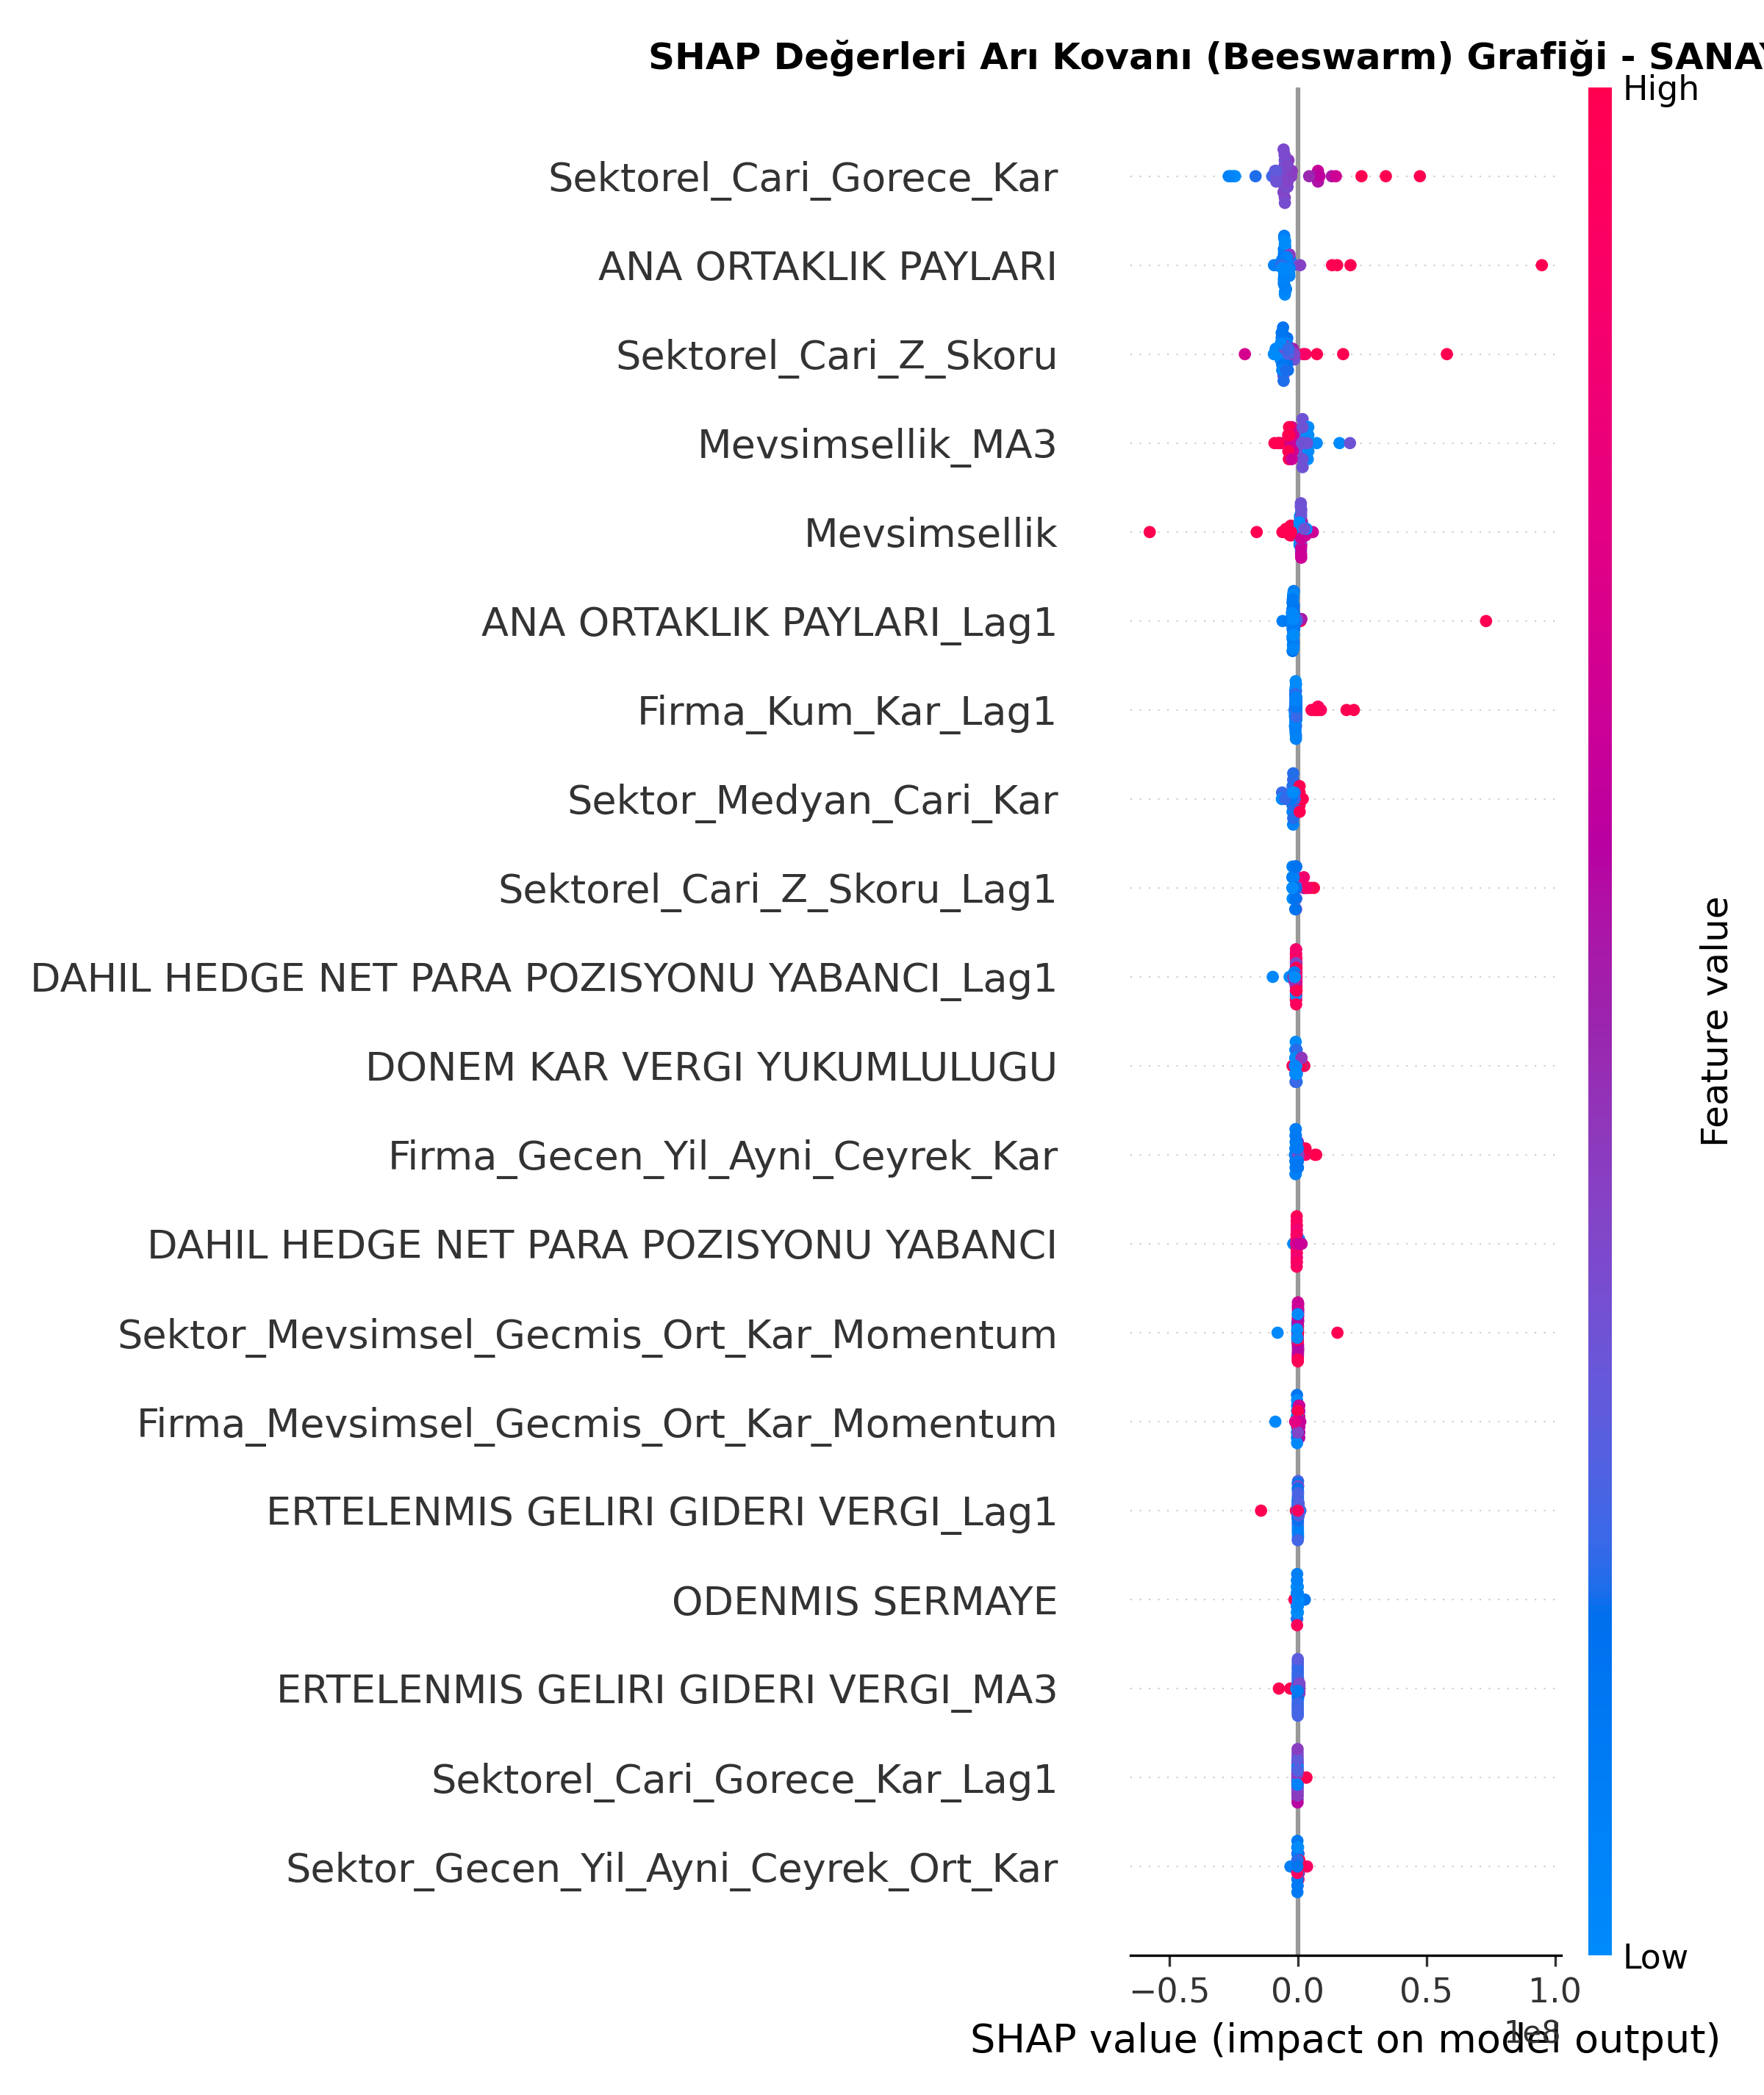 SHAP Değerleri Arı Kovanı (Beeswarm) Grafiği - SANAY
High
Sektorel_Cari_Gorece_Kar
ANA ORTAKLIK PAYLARI
Sektorel_Cari_Z_Skoru
Mevsimsellik_MA3
Mevsimsellik
ANA ORTAKLIK PAYLARI_Lag1
Firma_Kum_Kar_Lag1
Sektor_Medyan_Cari_Kar
Sektorel_Cari_Z_Skoru_Lag1
DAHIL HEDGE NET PARA POZISYONU YABANCI_Lag1
DONEM KAR VERGI YUKUMLULUGU
Firma_Gecen_Yil_Ayni_Ceyrek_Kar
DAHIL HEDGE NET PARA POZISYONU YABANCI
Sektor_Mevsimsel_Gecmis_Ort_Kar_Momentum
Firma_Mevsimsel_Gecmis_Ort_Kar_Momentum
ERTELENMIS GELIRI GIDERI VERGI_Lag1
ODENMIS SERMAYE
ERTELENMIS GELIRI GIDERI VERGI_MA3
Sektorel_Cari_Gorece_Kar_Lag1
Sektor_Gecen_Yil_Ayni_Ceyrek_Ort_Kar
Feature value
Low
−0.5 0.0 0.5 1.0
1e8
SHAP value (impact on model output)